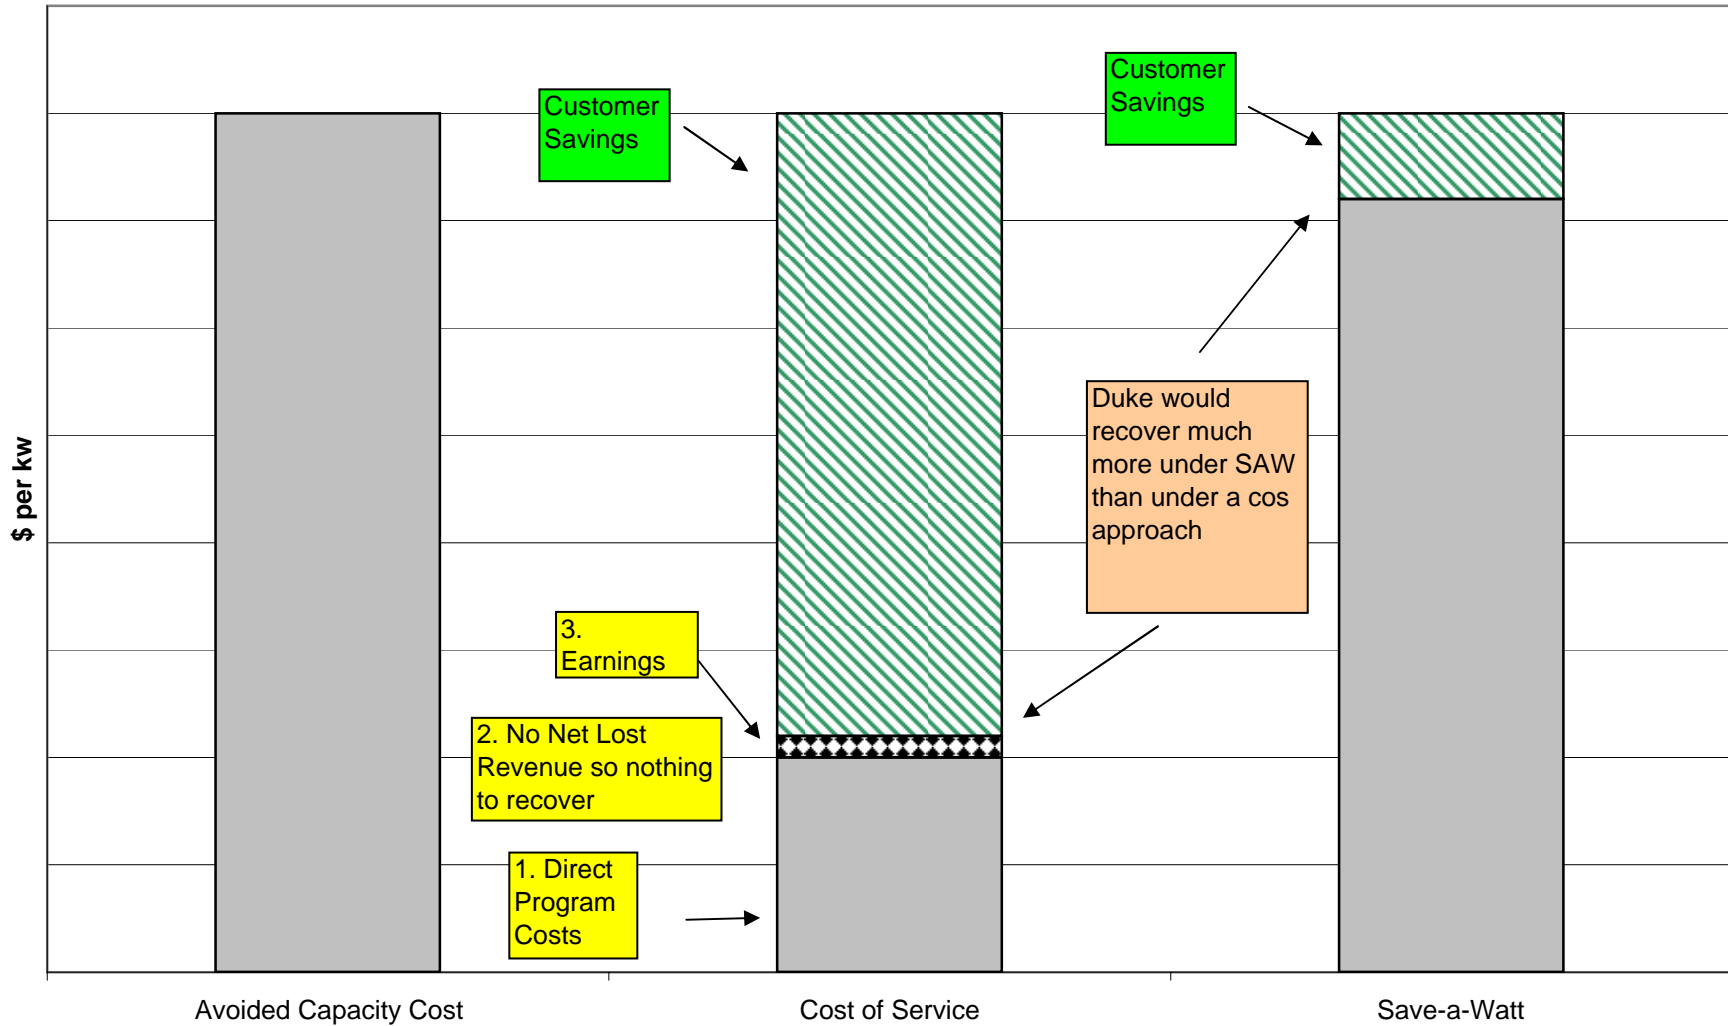 Customer
Savings
Customer
Savings
$ per kw
Duke would
recover much
more under SAW
than under a cos
approach
3.
Earnings
2. No Net Lost
Revenue so nothing
to recover
1. Direct
Program
Costs
Avoided Capacity Cost
Cost of Service
Save-a-Watt